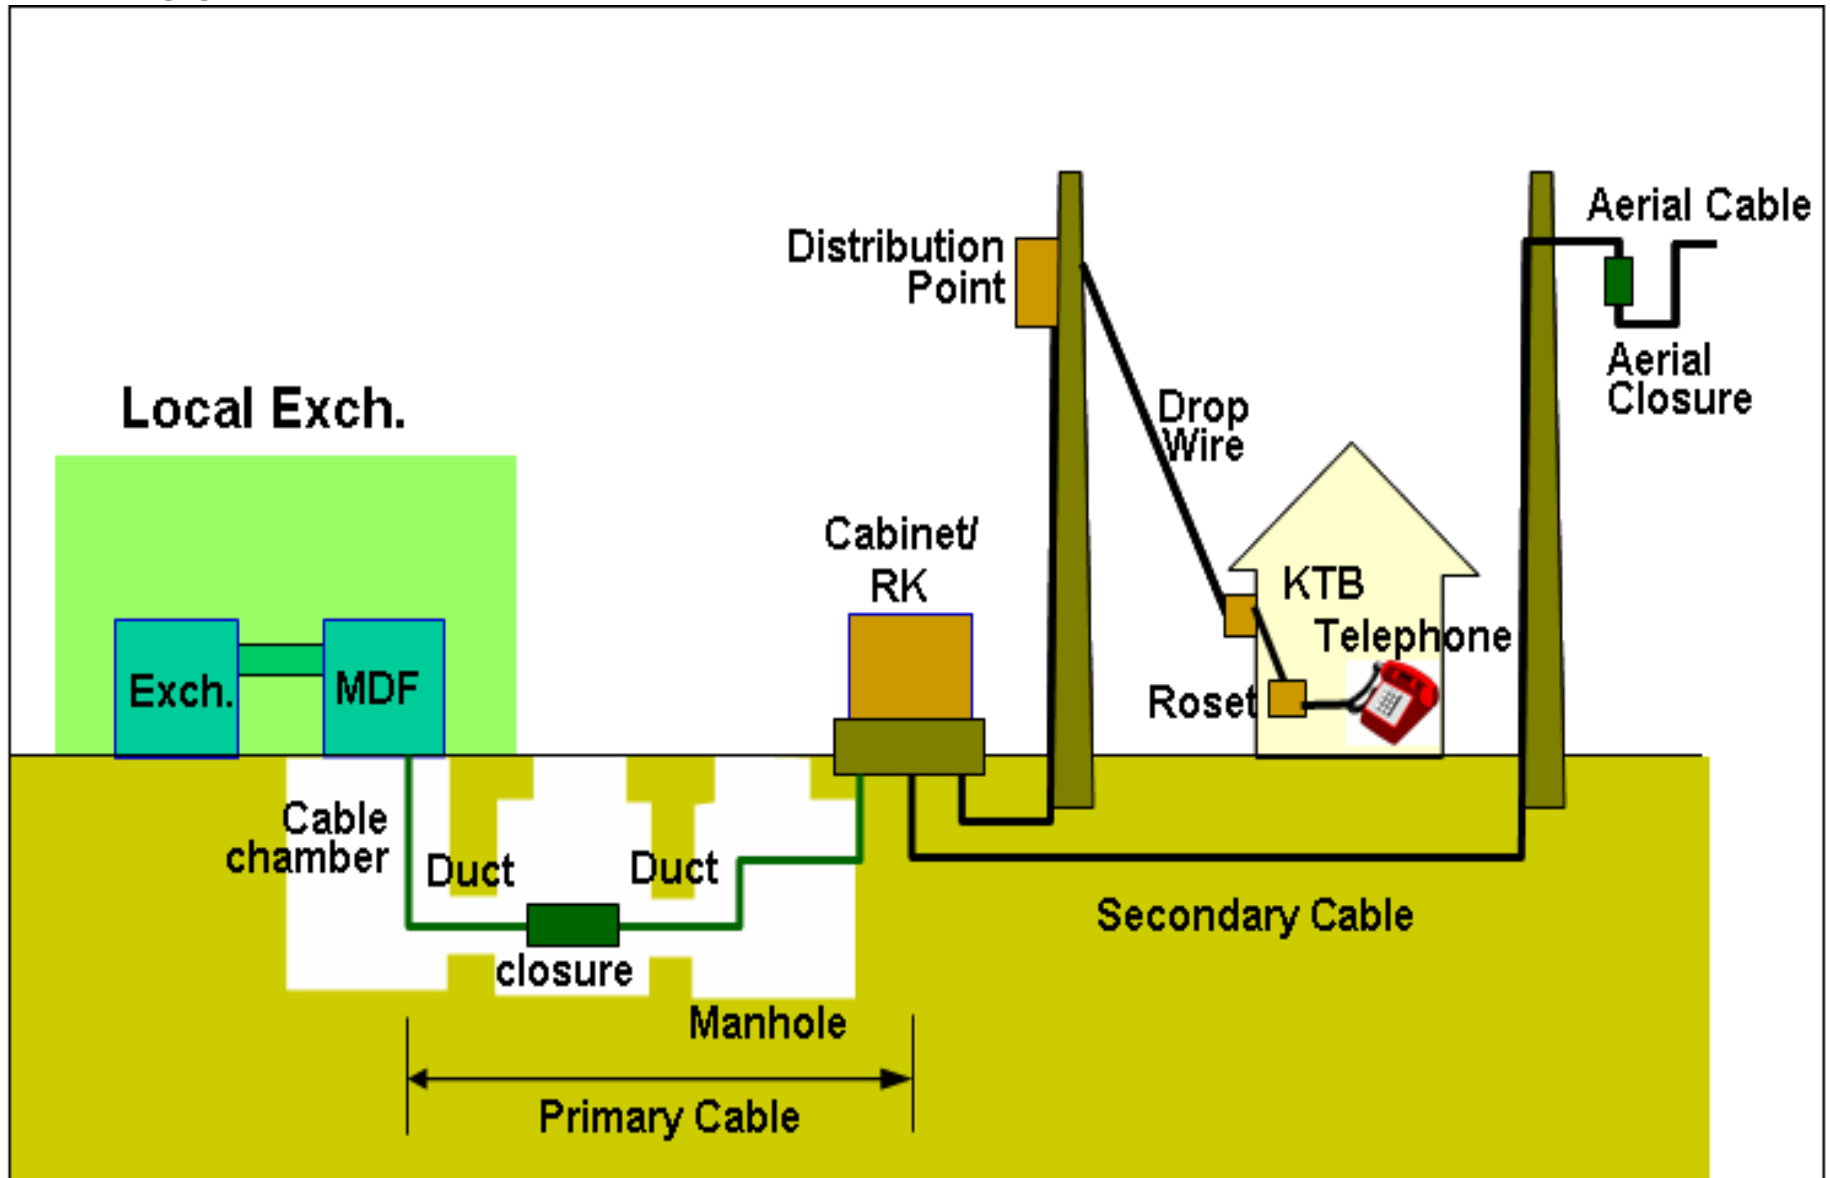 Aerial Cable
Distribution
Point
Aerial
Closure
Local Exch.
Drop
Wire
Cabinet/
RK
KTB
Telephone
Exch.
MDF
Roset
Cable
chamber
Duct
Duct
Secondary Cable
closure
Manhole
Primary Cable